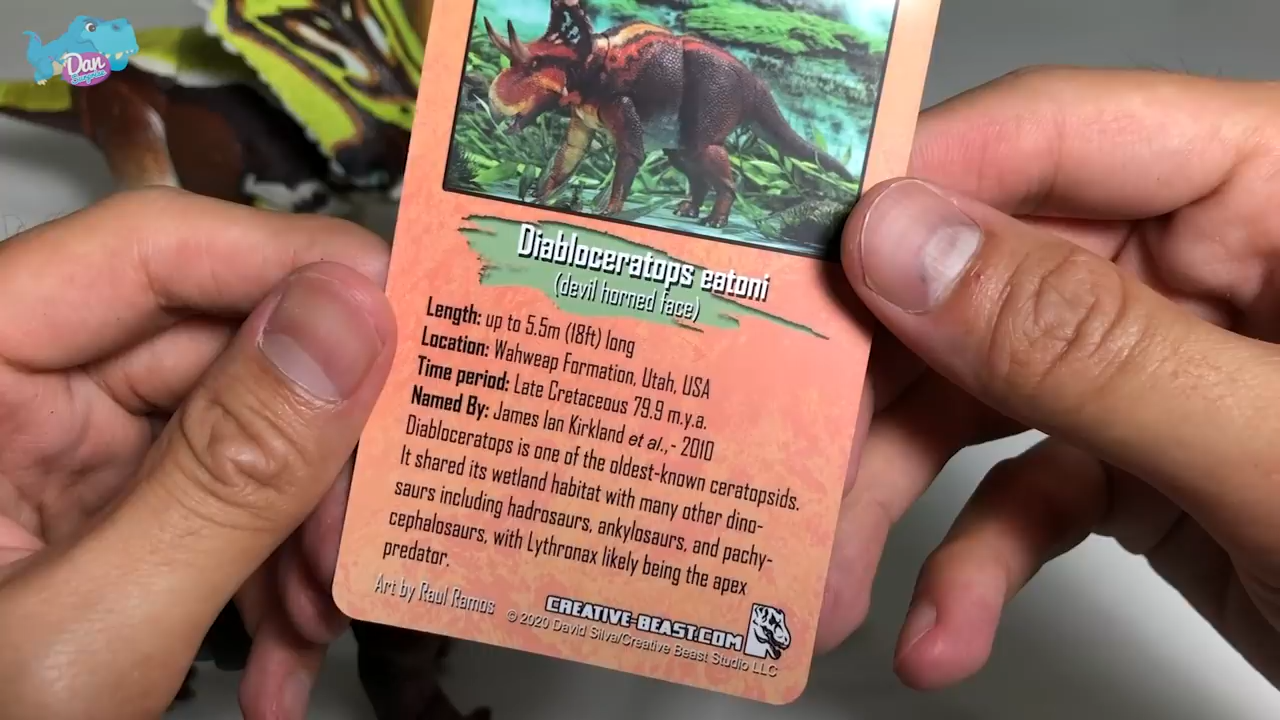 Dan
Surprise
Diabloceratops eatoni
(devil horned face)
Length: up to 5.5m (18ft) long
Location: Wahweap Formation, Utah, USA
Time period: Late Cretaceous 79.9 m.y.a.
Named By: James Ian Kirkland et al., - 2010
Diabloceratops is one of the oldest-known ceratopsids.
It shared its wetland habitat with many other dino-
saurs including hadrosaurs, ankylosaurs, and pachy-
cephalosaurs, with Lythronax likely being the apex
predator.
Art by Raul Ramos
CREATIVE-BEAST.COM
© 2020 David Silva/Creative Beast Studio LLC